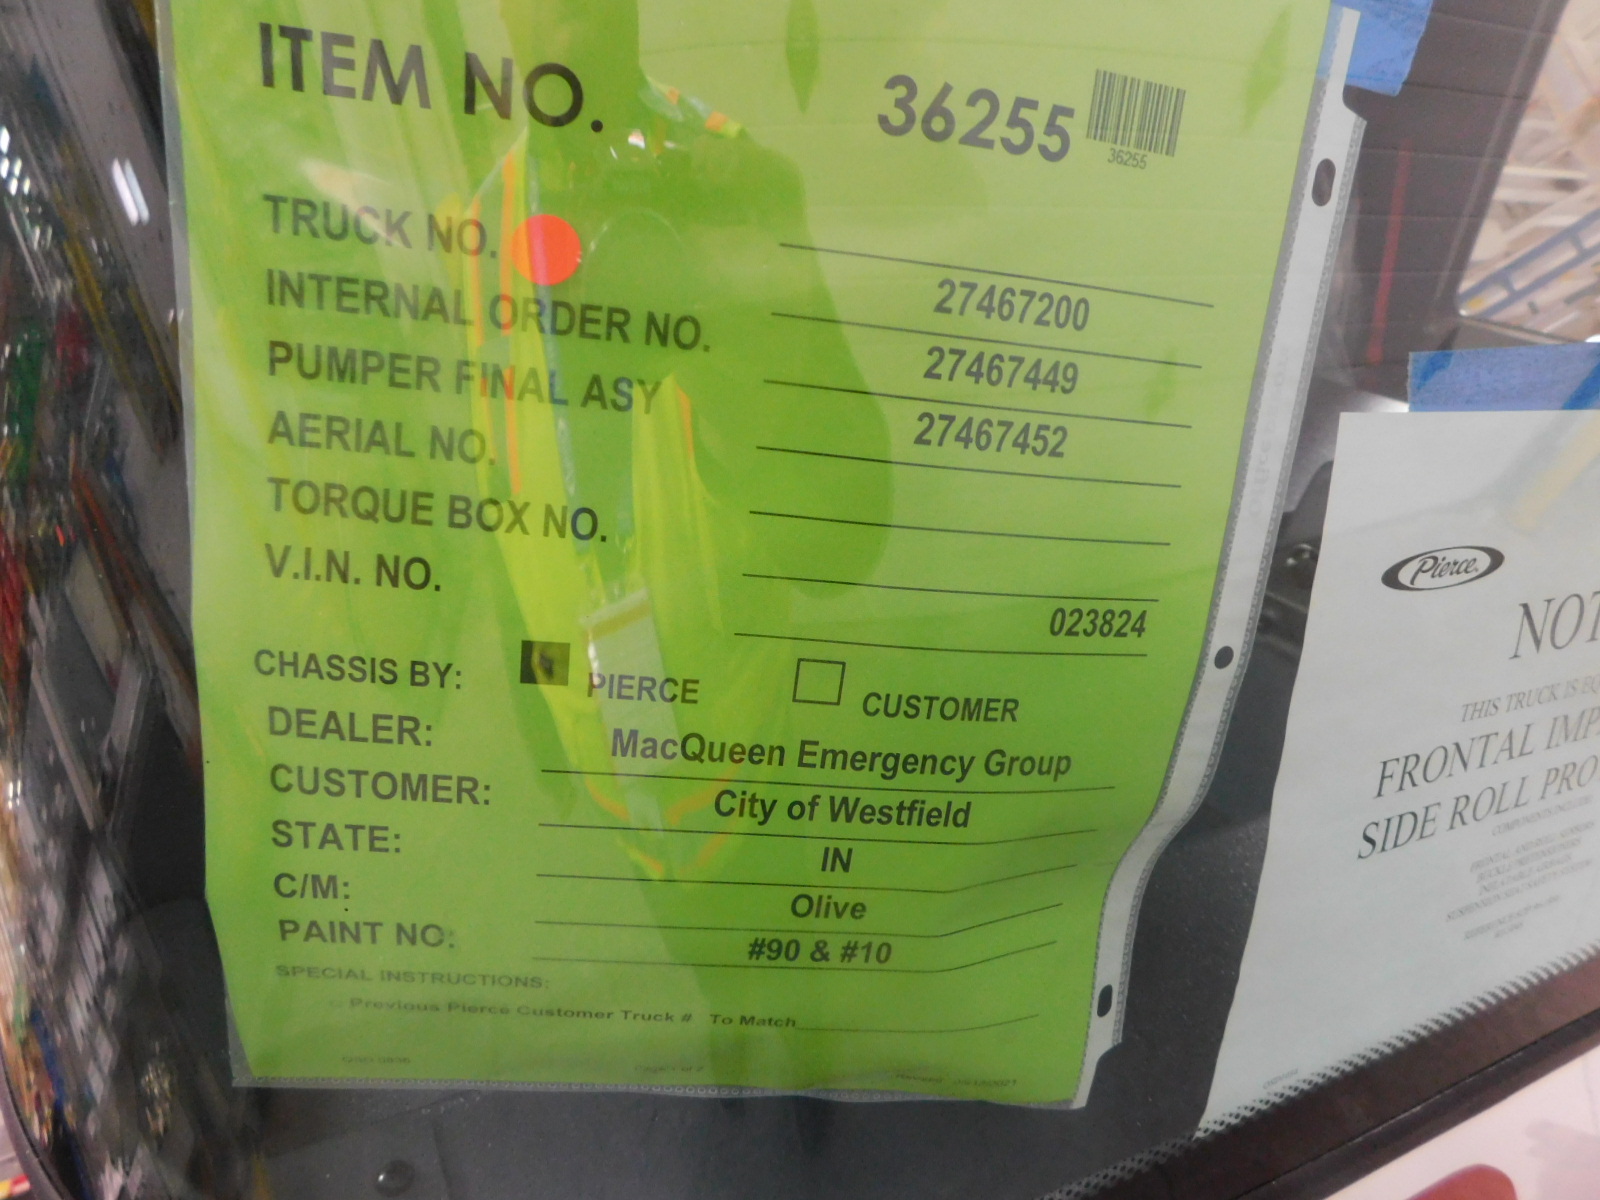 ITEM NO. 36255
36255
TRUCK NO.
INTERNAL ORDER NO. 27467200
PUMPER FINAL ASY 27467449
AERIAL NO. 27467452
TORQUE BOX NO.
V.I.N. NO. 023824
CHASSIS BY: PIERCE CUSTOMER
DEALER: MacQueen Emergency Group
CUSTOMER: City of Westfield
STATE: IN
C/M: Olive
PAINT NO: #90 & #10
SPECIAL INSTRUCTIONS:
Previous Pierce Customer Truck # To Match
Pierce
NOT
THIS TRUCK IS EQ
FRONTAL IMP
SIDE ROLL PRO